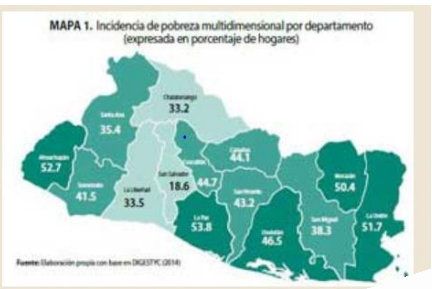 MAPA 1. Incidencia de pobreza multidimensional por departamento
(expresada en porcentaje de hogares)
Chalatenango
33.2
Santa Ana
35.4
Ahuachapán
52.7
Sonsonate
41.5
La Libertad
33.5
San Salvador
18.6
Cuscatlán
44.7
Cabañas
44.1
San Vicente
43.2
La Paz
53.8
Usulután
46.5
San Miguel
38.3
Morazán
50.4
La Unión
51.7
Fuente: Elaboración propia con base en DIGESTYC (2014)